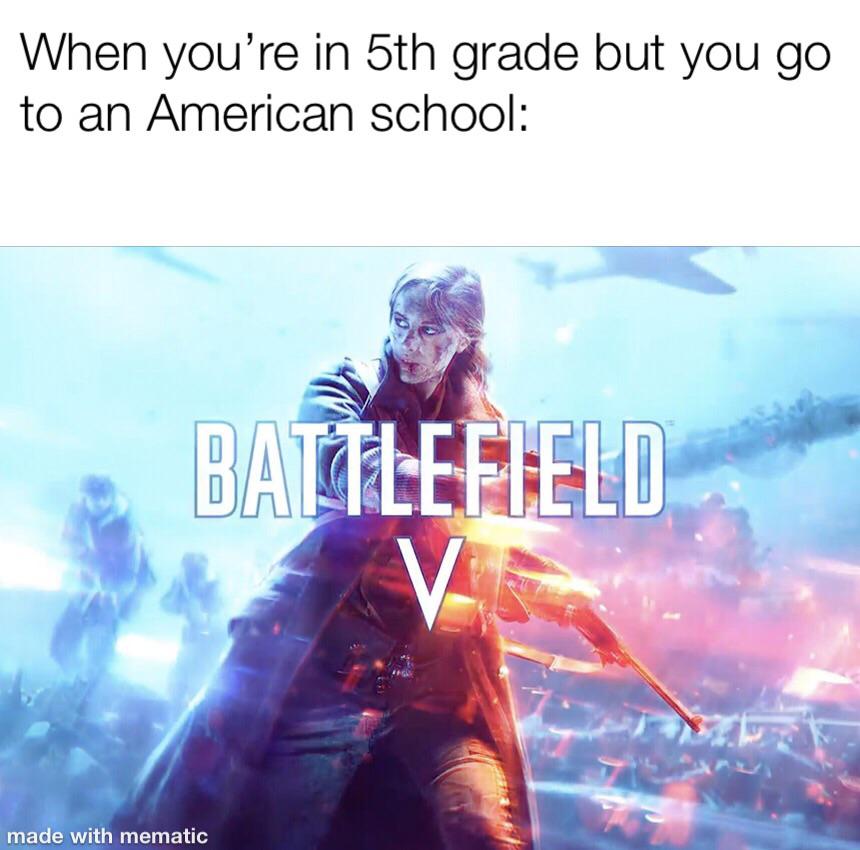 When you’re in 5th grade but you go
to an American school:
BATTLEFIELD
V
made with mematic